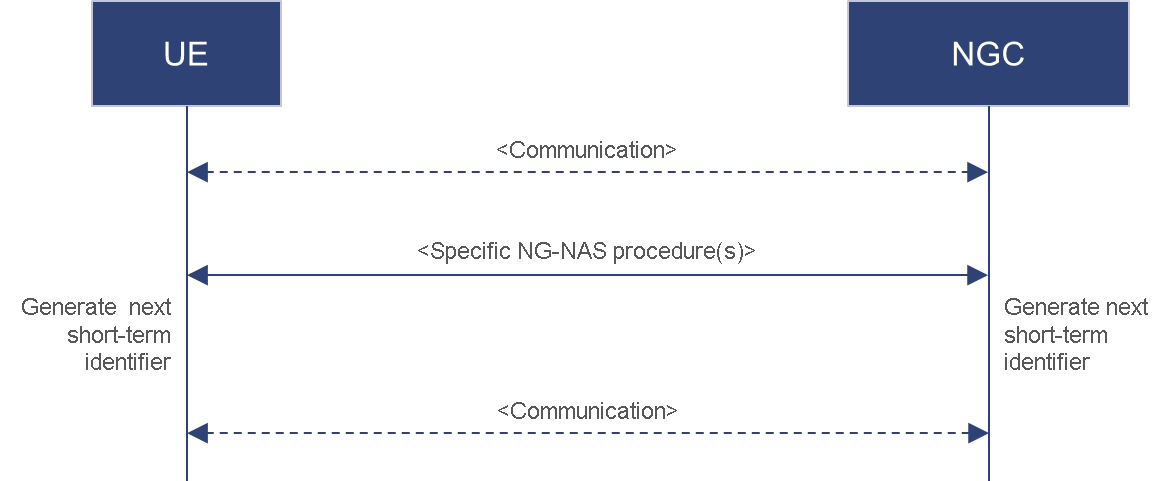 UE
NGC
<Communication>
<Specific NG-NAS procedure(s)>
Generate next
short-term
identifier
Generate next
short-term
identifier
<Communication>